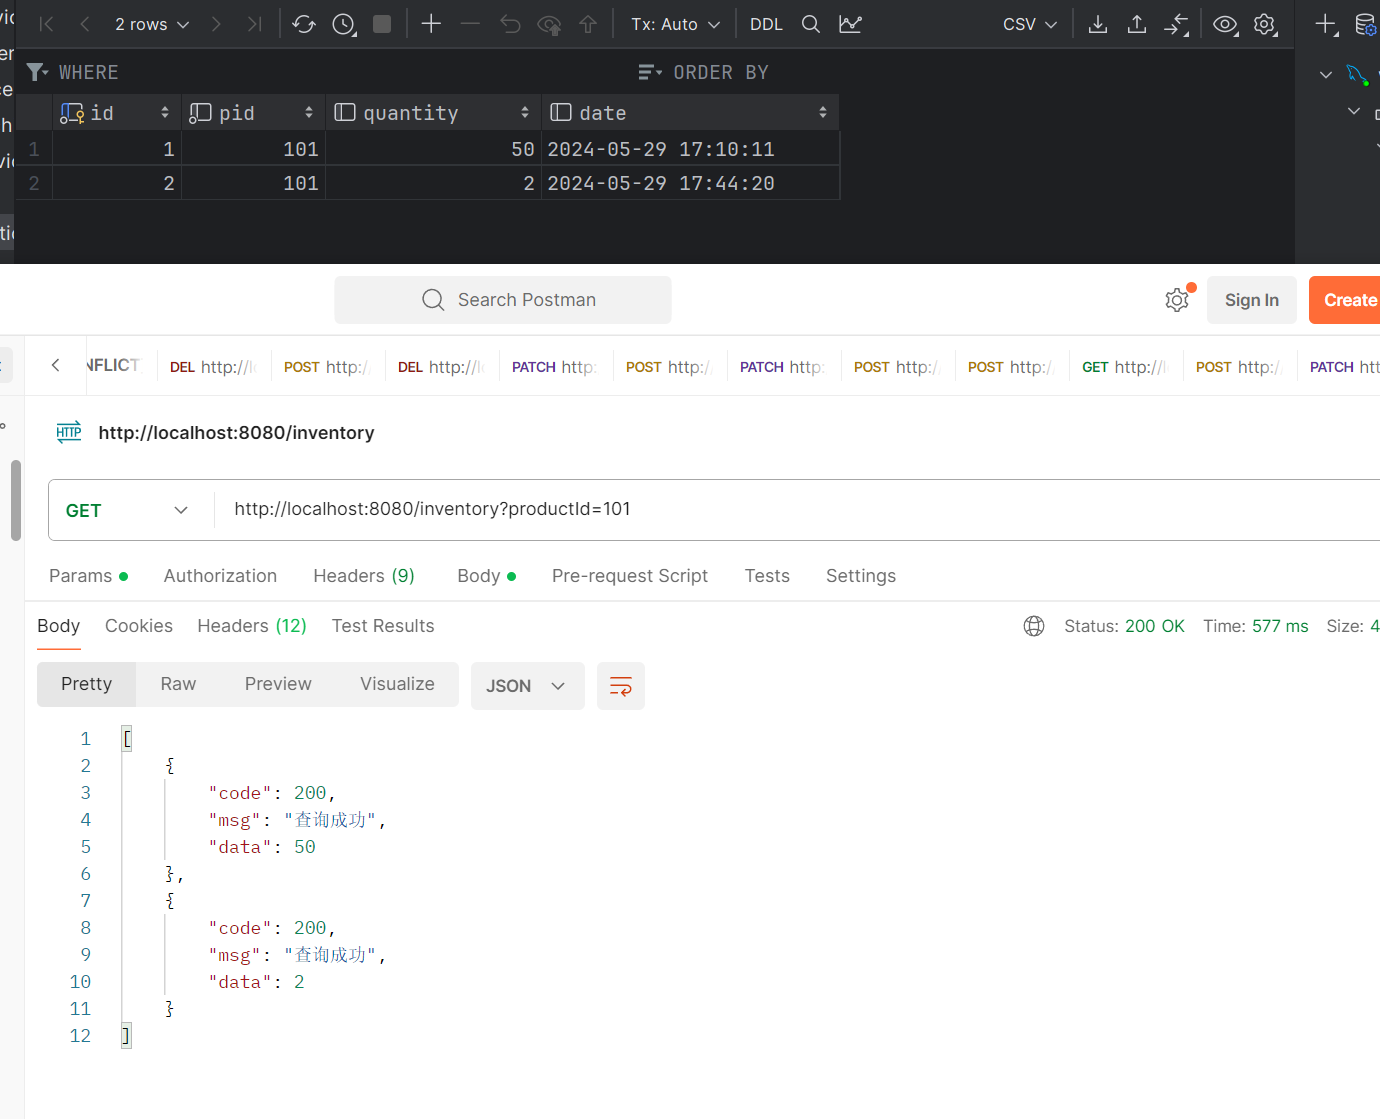 2 rows
Tx: Auto
DDL
CSV
WHERE
ORDER BY
id pid quantity date
1 1 101 50 2024-05-29 17:10:11
2 2 101 2 2024-05-29 17:44:20
Search Postman
Sign In
Create
NFLICT
DEL http://l
POST http:/
DEL http://l
PATCH http:
POST http:/
PATCH http:
POST http:/
POST http:/
GET http://l
POST http:/
PATCH htt
HTTP http://localhost:8080/inventory
GET http://localhost:8080/inventory?productId=101
Params Authorization Headers (9) Body Pre-request Script Tests Settings
Body Cookies Headers (12) Test Results
Status: 200 OK Time: 577 ms Size: 4
Pretty Raw Preview Visualize JSON
1 [
2 {
3 "code": 200,
4 "msg": "查询成功",
5 "data": 50
6 },
7 {
8 "code": 200,
9 "msg": "查询成功",
10 "data": 2
11 }
12 ]